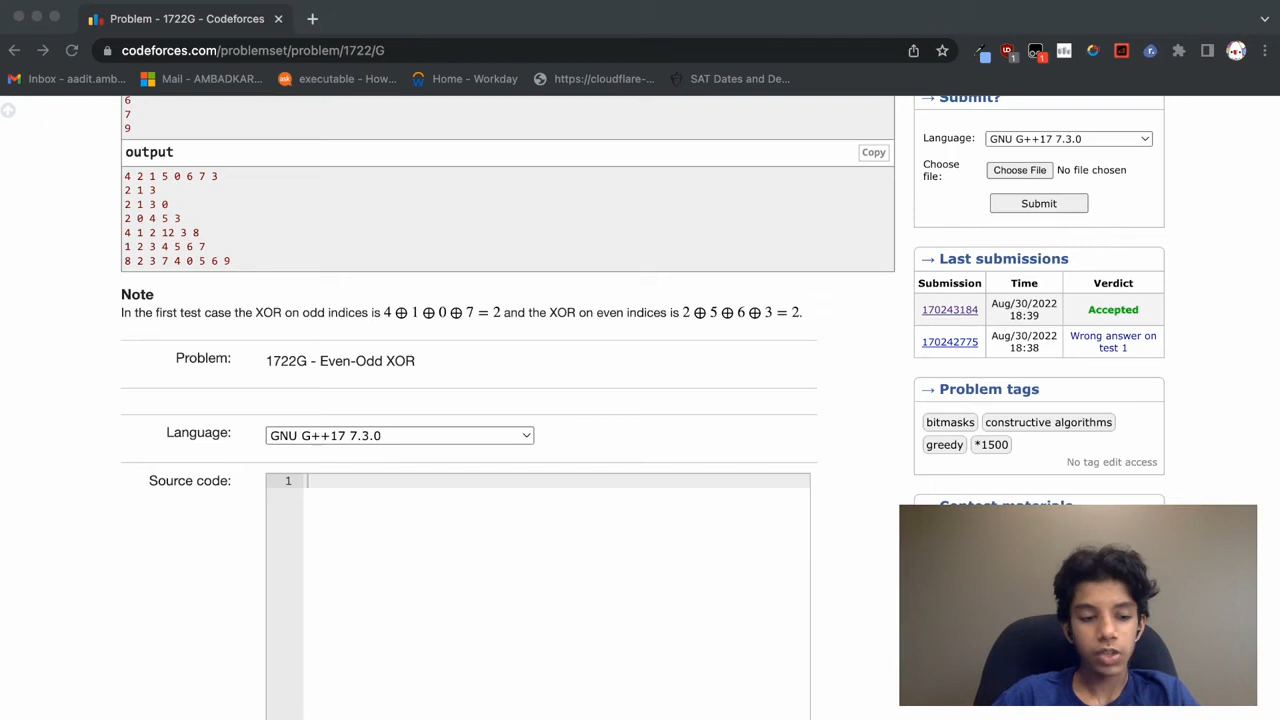 Problem - 1722G - Codeforces
codeforces.com/problemset/problem/1722/G
Inbox - aadit.amb... Mail - AMBADKAR... executable - How... Home - Workday https://cloudflare-... SAT Dates and De...
6
7
9
output
Copy
4 2 1 5 0 6 7 3
2 1 3
2 1 3 0
2 0 4 5 3
4 1 2 12 3 8
1 2 3 4 5 6 7
8 2 3 7 4 0 5 6 9
Note
In the first test case the XOR on odd indices is 4 ⊕ 1 ⊕ 0 ⊕ 7 = 2 and the XOR on even indices is 2 ⊕ 5 ⊕ 6 ⊕ 3 = 2.
Problem: 1722G - Even-Odd XOR
Language: GNU G++17 7.3.0
Source code: 1
→ Submit?
Language: GNU G++17 7.3.0
Choose
file: Choose File No file chosen
Submit
→ Last submissions
Submission Time Verdict
170243184 Aug/30/2022
18:39 Accepted
170242775 Aug/30/2022
18:38 Wrong answer on
test 1
→ Problem tags
bitmasks constructive algorithms
greedy *1500
No tag edit access
→ Contest materials